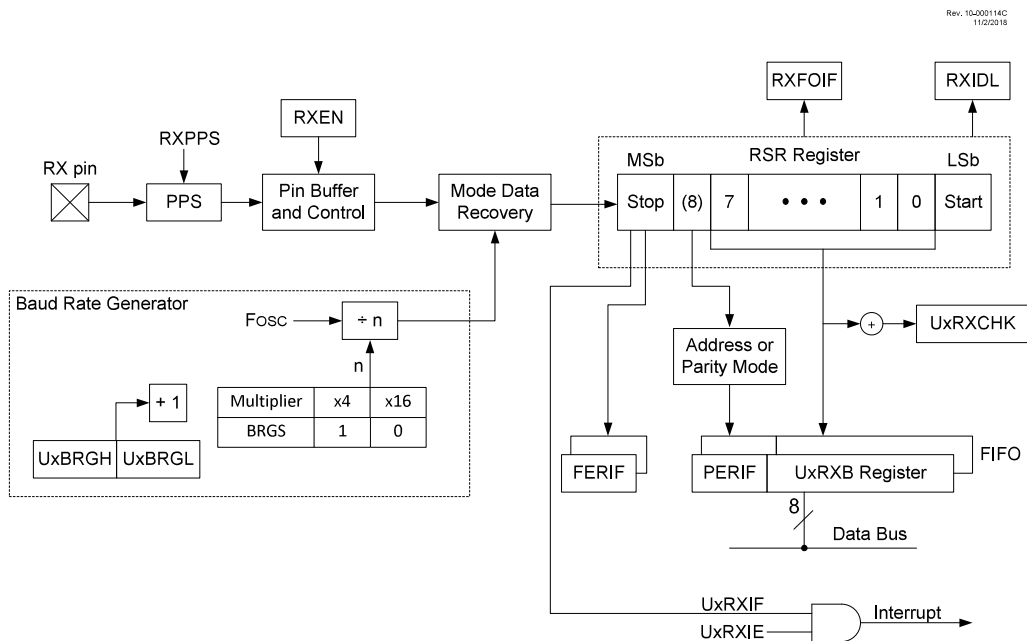 Rev. 10-000114C
11/2/2018
RXFOIF
RXIDL
RXEN
RXPPS
MSb
RSR Register
LSb
RX pin
PPS
Pin Buffer
and Control
Mode Data
Recovery
Stop
(8)
7
• • •
1
0
Start
Baud Rate Generator
FOSC
÷ n
n
+
UxRXCHK
Address or
Parity Mode
+ 1
Multiplier x4 x16
BRGS 1 0
UxBRGH UxBRGL
FERIF
PERIF
UxRXB Register
FIFO
8
Data Bus
UxRXIF
UxRXIE
Interrupt